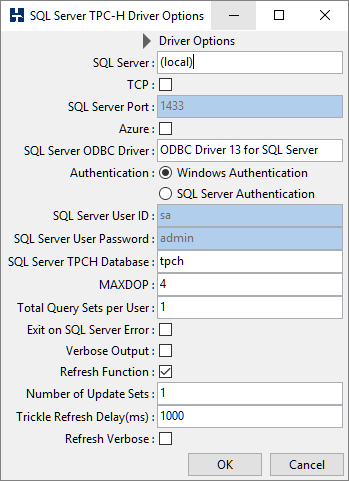 SQL Server TPC-H Driver Options
Driver Options
SQL Server : (local)
TCP :
SQL Server Port : 1433
Azure :
SQL Server ODBC Driver : ODBC Driver 13 for SQL Server
Authentication : Windows Authentication
SQL Server Authentication
SQL Server User ID : sa
SQL Server User Password : admin
SQL Server TPCH Database : tpch
MAXDOP : 4
Total Query Sets per User : 1
Exit on SQL Server Error :
Verbose Output :
Refresh Function :
Number of Update Sets : 1
Trickle Refresh Delay(ms) : 1000
Refresh Verbose :
OK Cancel